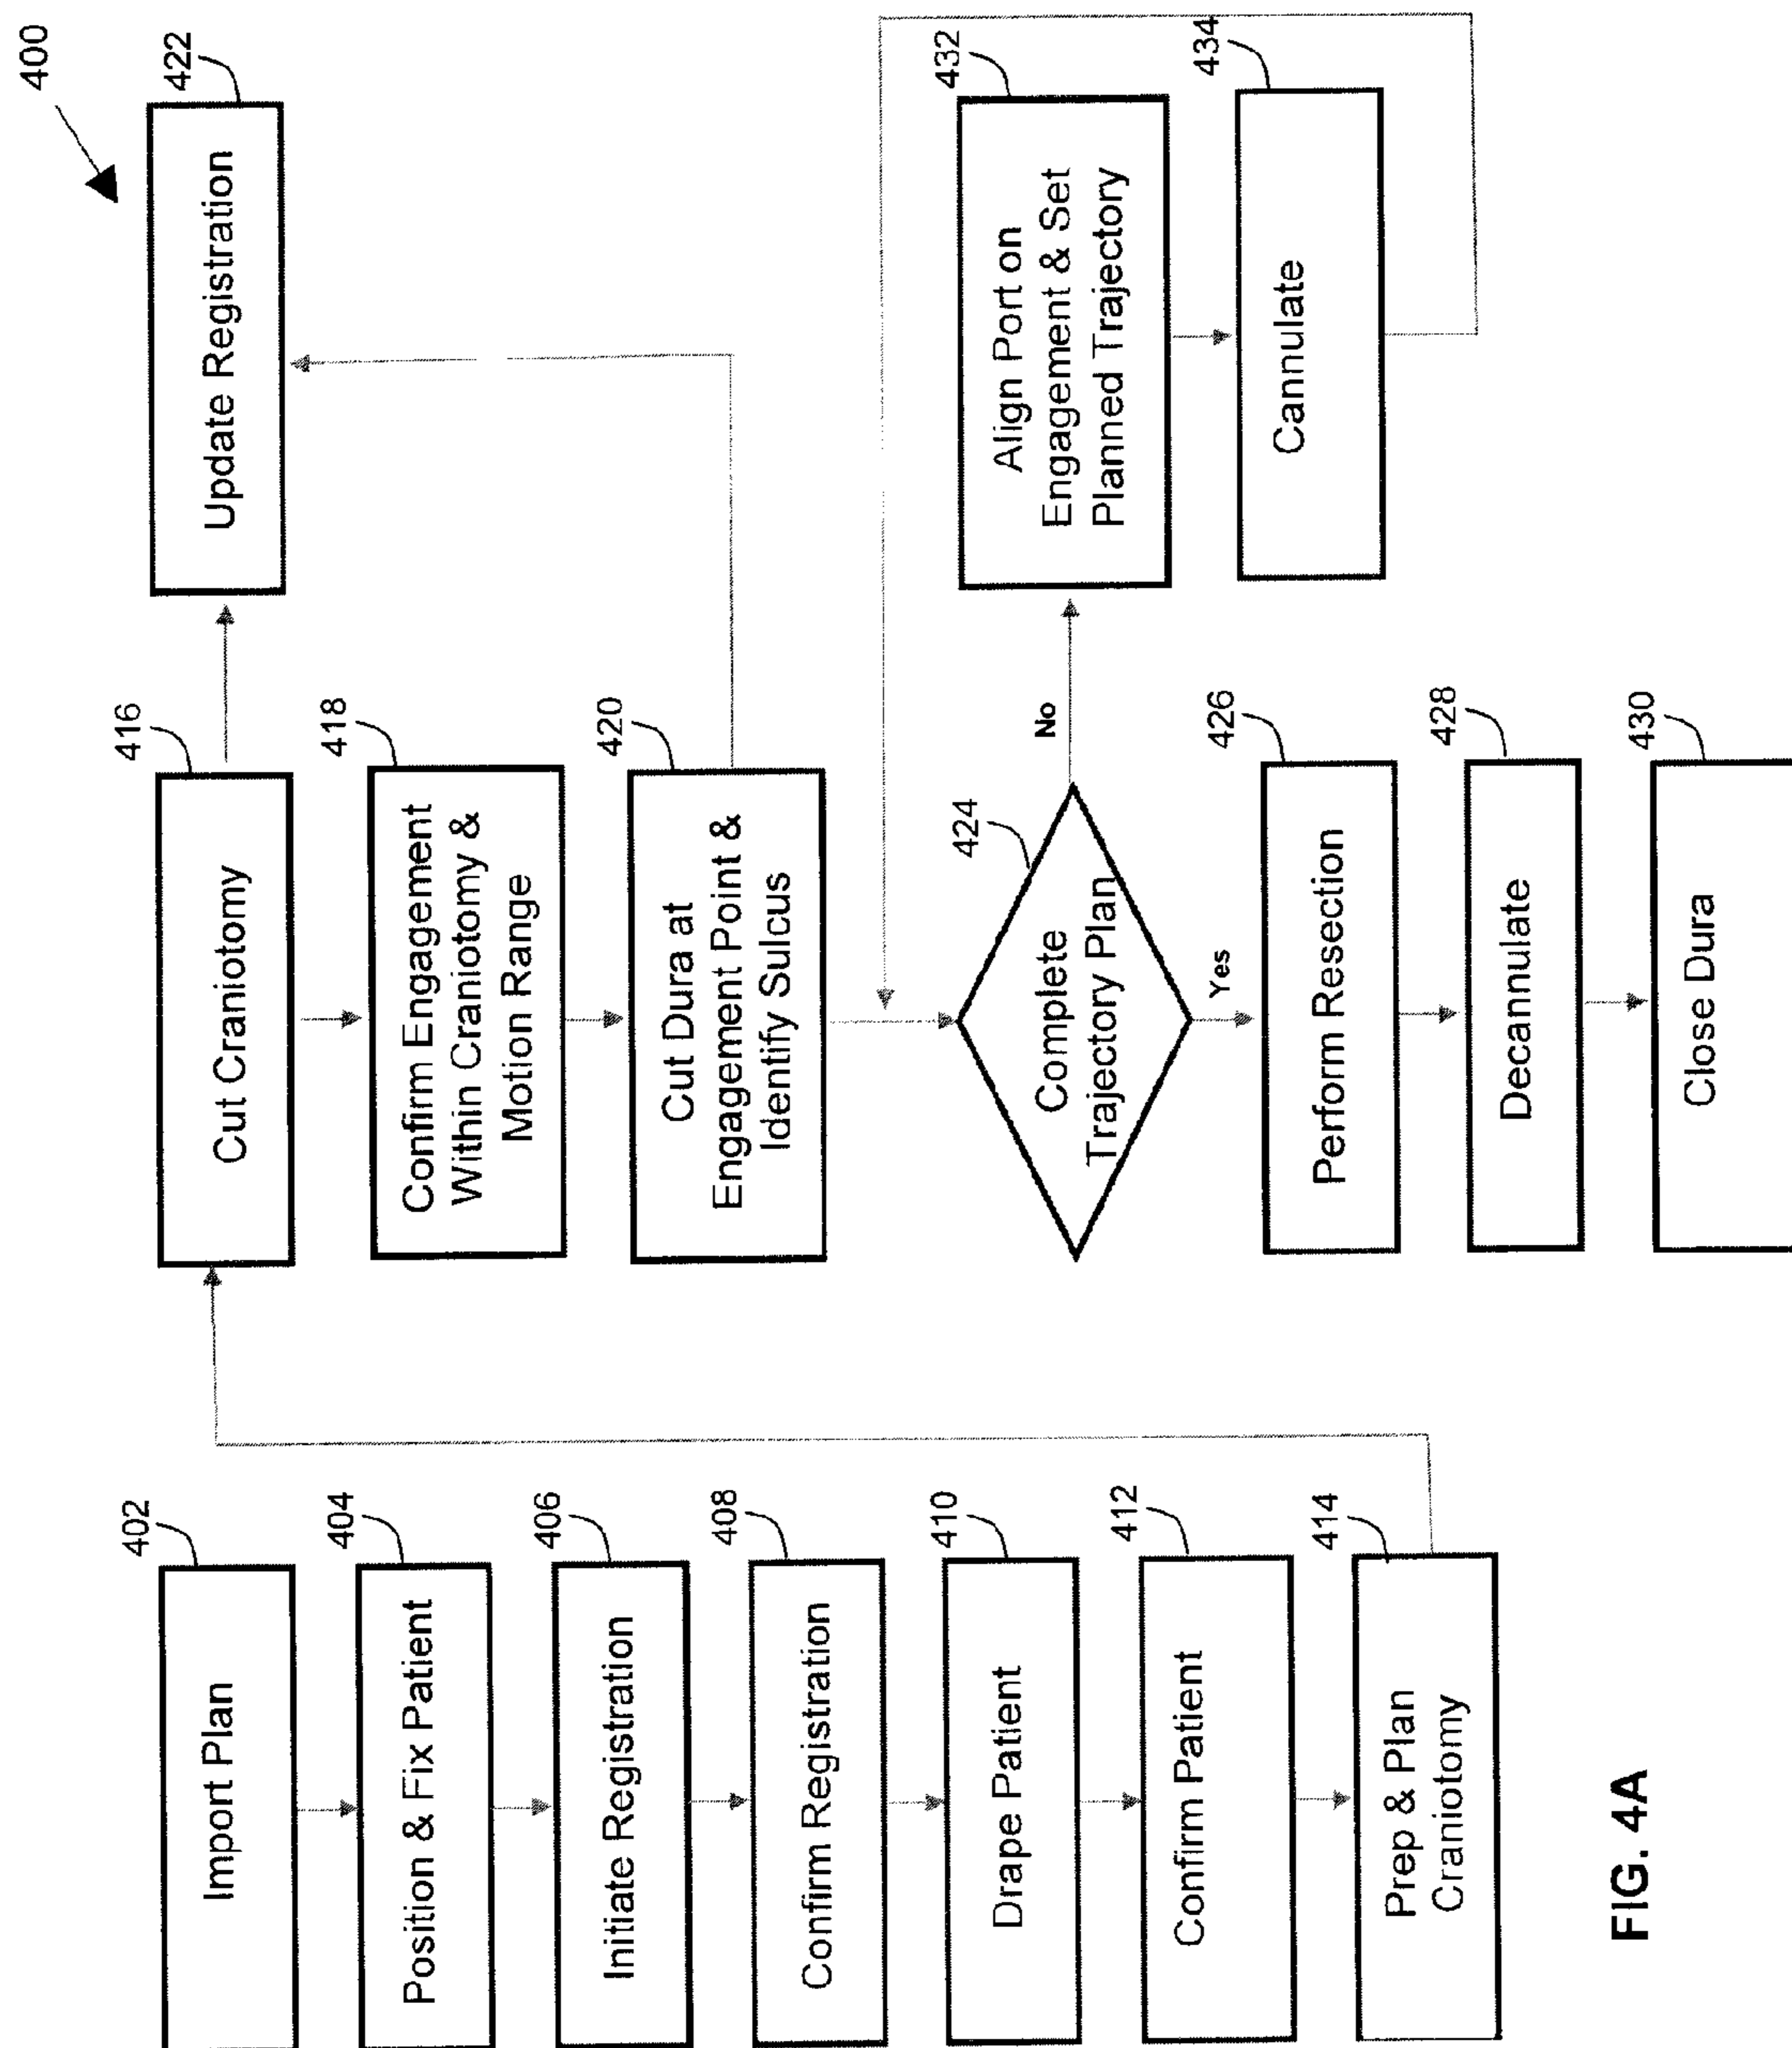 400
402
Import Plan
404
Position & Fix Patient
406
Initiate Registration
408
Confirm Registration
410
Drape Patient
412
Confirm Patient
414
Prep & Plan
Craniotomy
416
Cut Craniotomy
418
Confirm Engagement
Within Craniotomy &
Motion Range
420
Cut Dura at
Engagement Point &
Identify Sulcus
422
Update Registration
424
Complete
Trajectory Plan
No
Yes
426
Perform Resection
428
Decannulate
430
Close Dura
432
Align Port on
Engagement & Set
Planned Trajectory
434
Cannulate
FIG. 4A